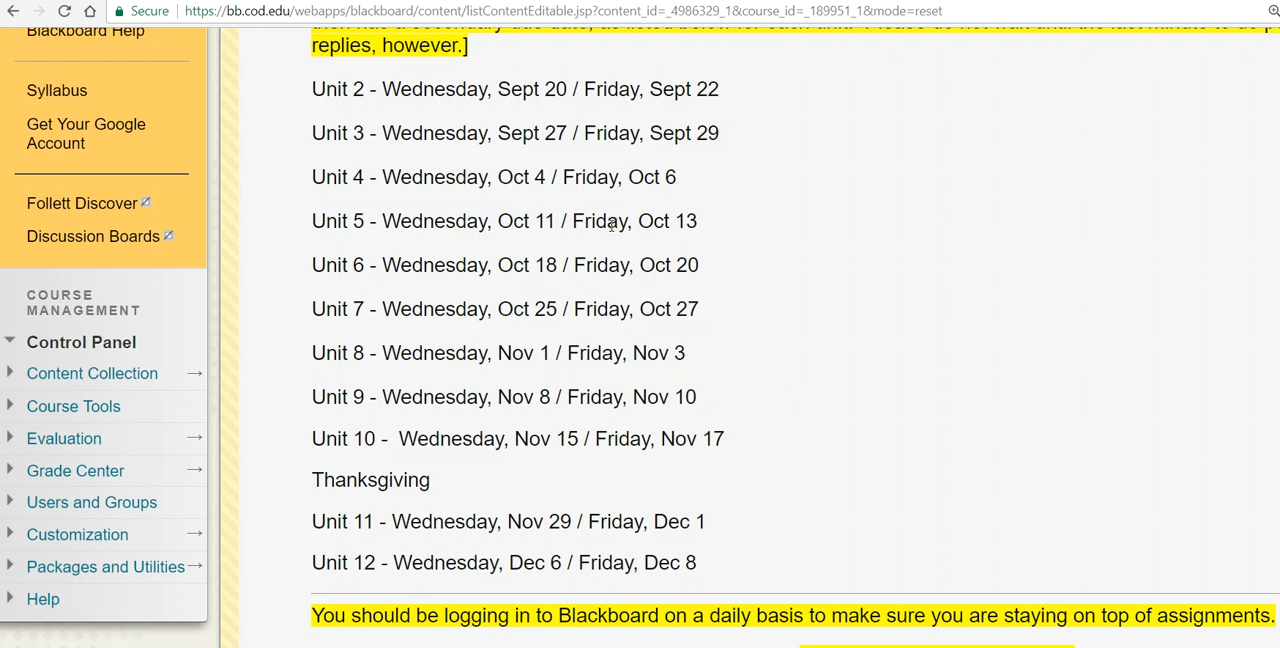 Secure
https://bb.cod.edu/webapps/blackboard/content/listContentEditable.jsp?content_id=_4986329_1&course_id=_189951_1&mode=reset
Blackboard Help
Syllabus
Get Your Google
Account
Follett Discover
Discussion Boards
COURSE
MANAGEMENT
Control Panel
Content Collection
Course Tools
Evaluation
Grade Center
Users and Groups
Customization
Packages and Utilities
Help
replies, however.]
Unit 2 - Wednesday, Sept 20 / Friday, Sept 22
Unit 3 - Wednesday, Sept 27 / Friday, Sept 29
Unit 4 - Wednesday, Oct 4 / Friday, Oct 6
Unit 5 - Wednesday, Oct 11 / Friday, Oct 13
Unit 6 - Wednesday, Oct 18 / Friday, Oct 20
Unit 7 - Wednesday, Oct 25 / Friday, Oct 27
Unit 8 - Wednesday, Nov 1 / Friday, Nov 3
Unit 9 - Wednesday, Nov 8 / Friday, Nov 10
Unit 10 -  Wednesday, Nov 15 / Friday, Nov 17
Thanksgiving
Unit 11 - Wednesday, Nov 29 / Friday, Dec 1
Unit 12 - Wednesday, Dec 6 / Friday, Dec 8
You should be logging in to Blackboard on a daily basis to make sure you are staying on top of assignments.